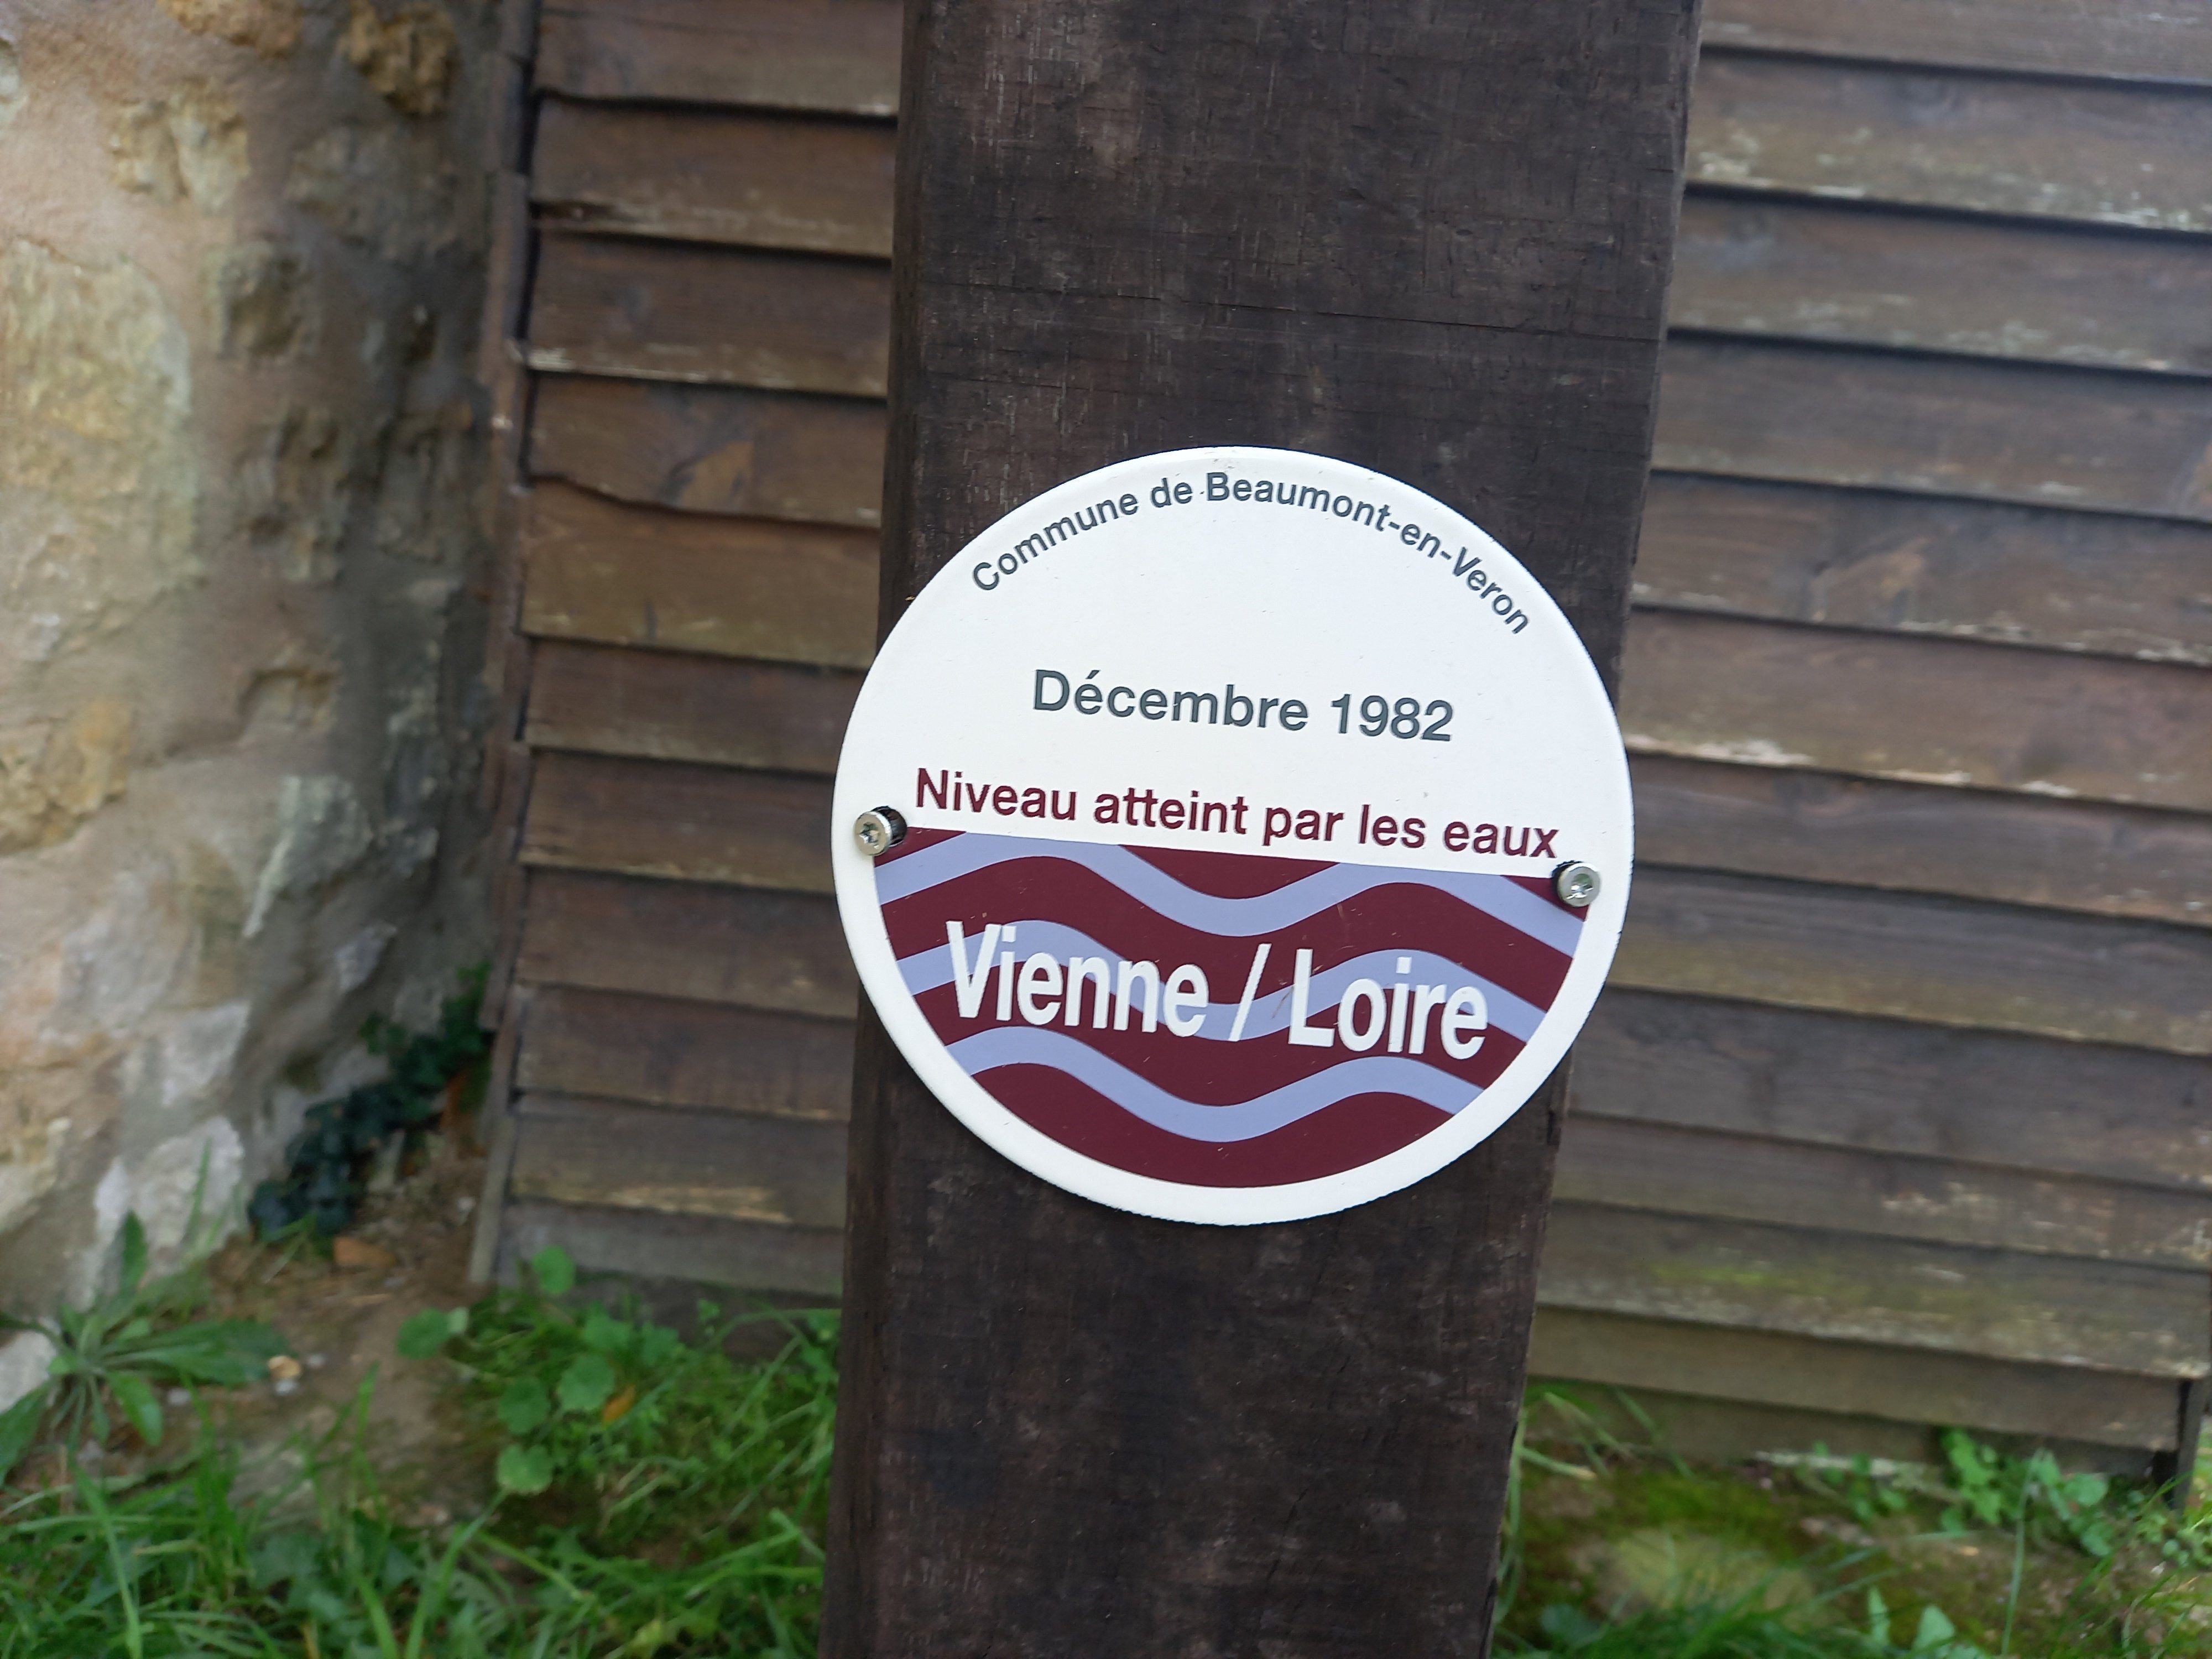 Commune de Beaumont-en-Veron
Décembre 1982
Niveau atteint par les eaux
Vienne / Loire